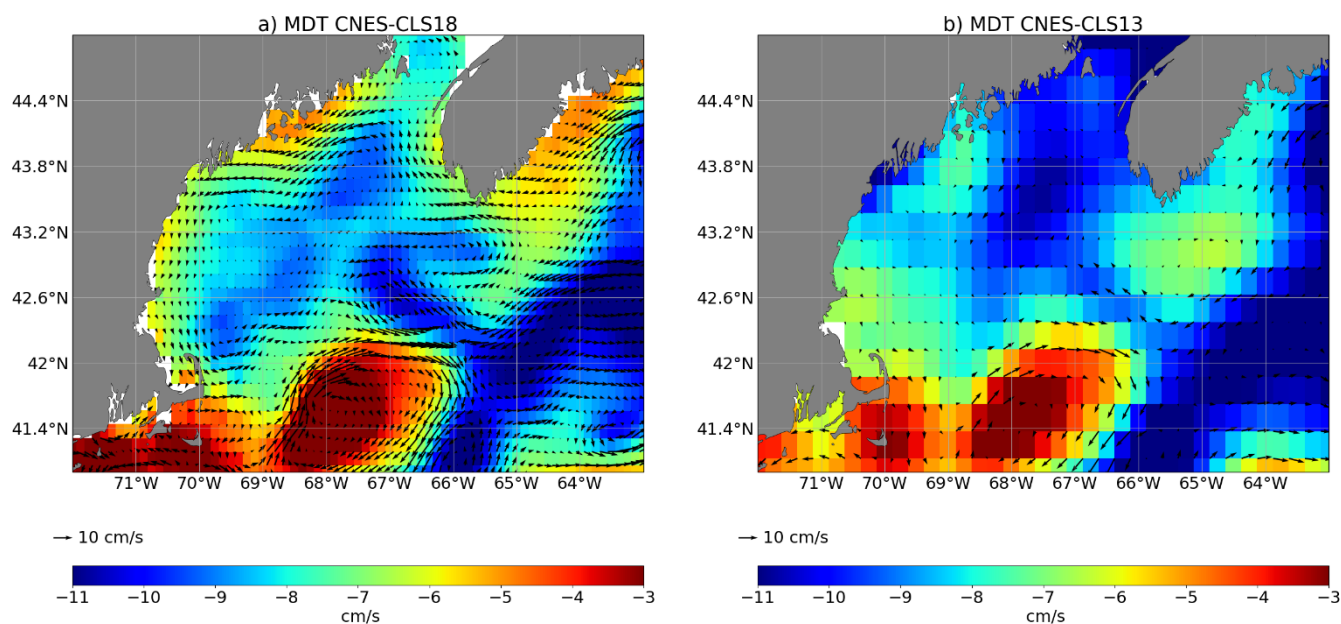 a) MDT CNES-CLS18
44.4°N
43.8°N
43.2°N
42.6°N
42°N
41.4°N
71°W 70°W 69°W 68°W 67°W 66°W 65°W 64°W
10 cm/s
−11 −10 −9 −8 −7 −6 −5 −4 −3
cm/s
b) MDT CNES-CLS13
44.4°N
43.8°N
43.2°N
42.6°N
42°N
41.4°N
71°W 70°W 69°W 68°W 67°W 66°W 65°W 64°W
10 cm/s
−11 −10 −9 −8 −7 −6 −5 −4 −3
cm/s